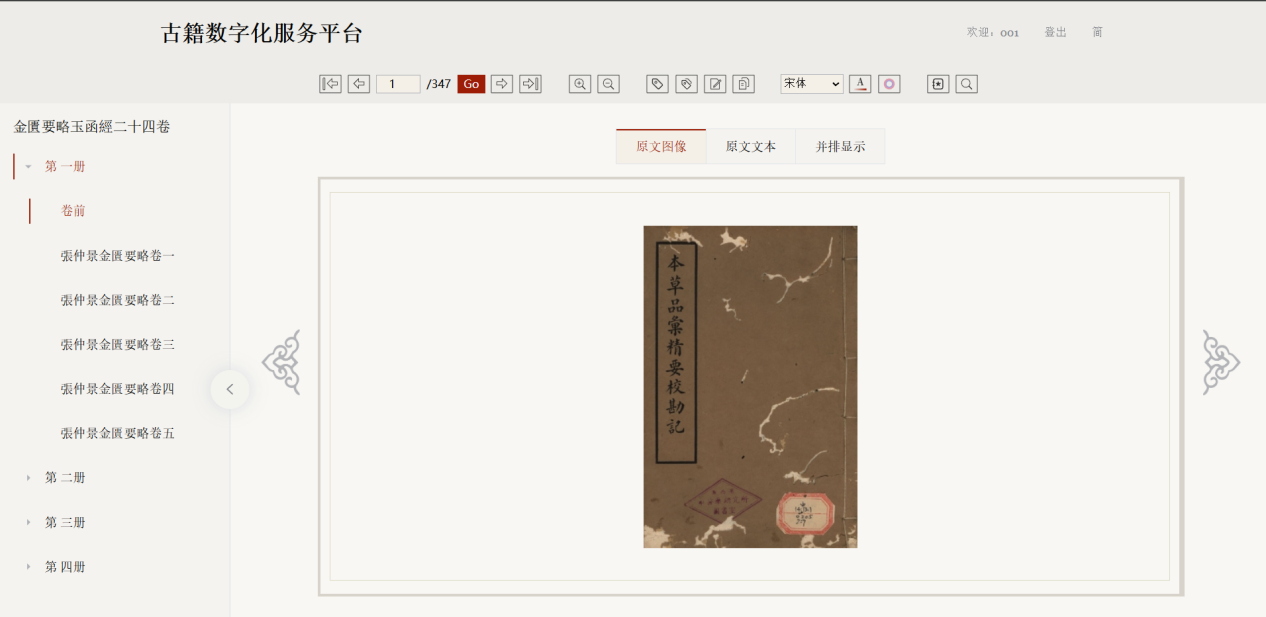 古籍数字化服务平台
欢迎：001 登出 简
1 /347 Go 宋体 A
金匱要略玉函經二十四卷
第一册
卷前
張仲景金匱要略卷一
張仲景金匱要略卷二
張仲景金匱要略卷三
張仲景金匱要略卷四
張仲景金匱要略卷五
第二册
第三册
第四册
原文图像 原文文本 并排显示
本草品彙精要校勘記